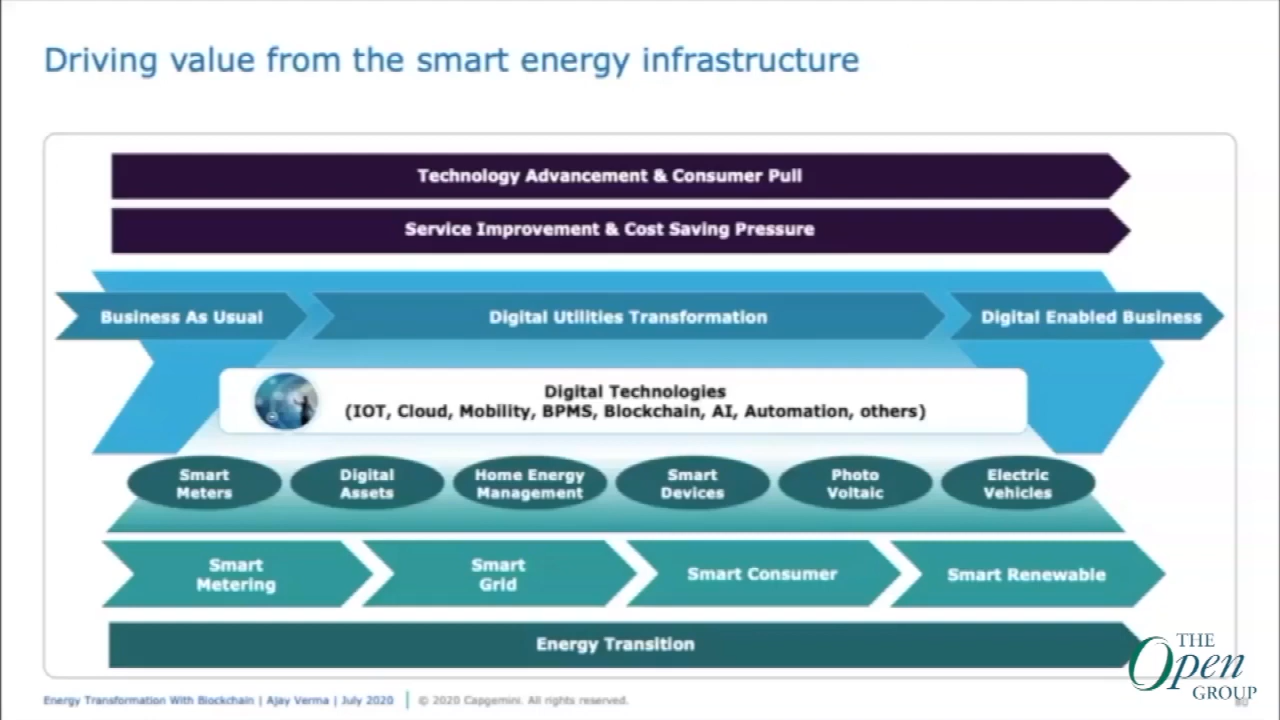 Driving value from the smart energy infrastructure
Technology Advancement & Consumer Pull
Service Improvement & Cost Saving Pressure
Business As Usual
Digital Utilities Transformation
Digital Enabled Business
Digital Technologies
(IOT, Cloud, Mobility, BPMS, Blockchain, AI, Automation, others)
Smart
Meters
Digital
Assets
Home Energy
Management
Smart
Devices
Photo
Voltaic
Electric
Vehicles
Smart
Metering
Smart
Grid
Smart Consumer
Smart Renewable
Energy Transition
THE
Open
GROUP
Energy Transformation With Blockchain | Ajay Verma | July 2020 | © 2020 Capgemini. All rights reserved.